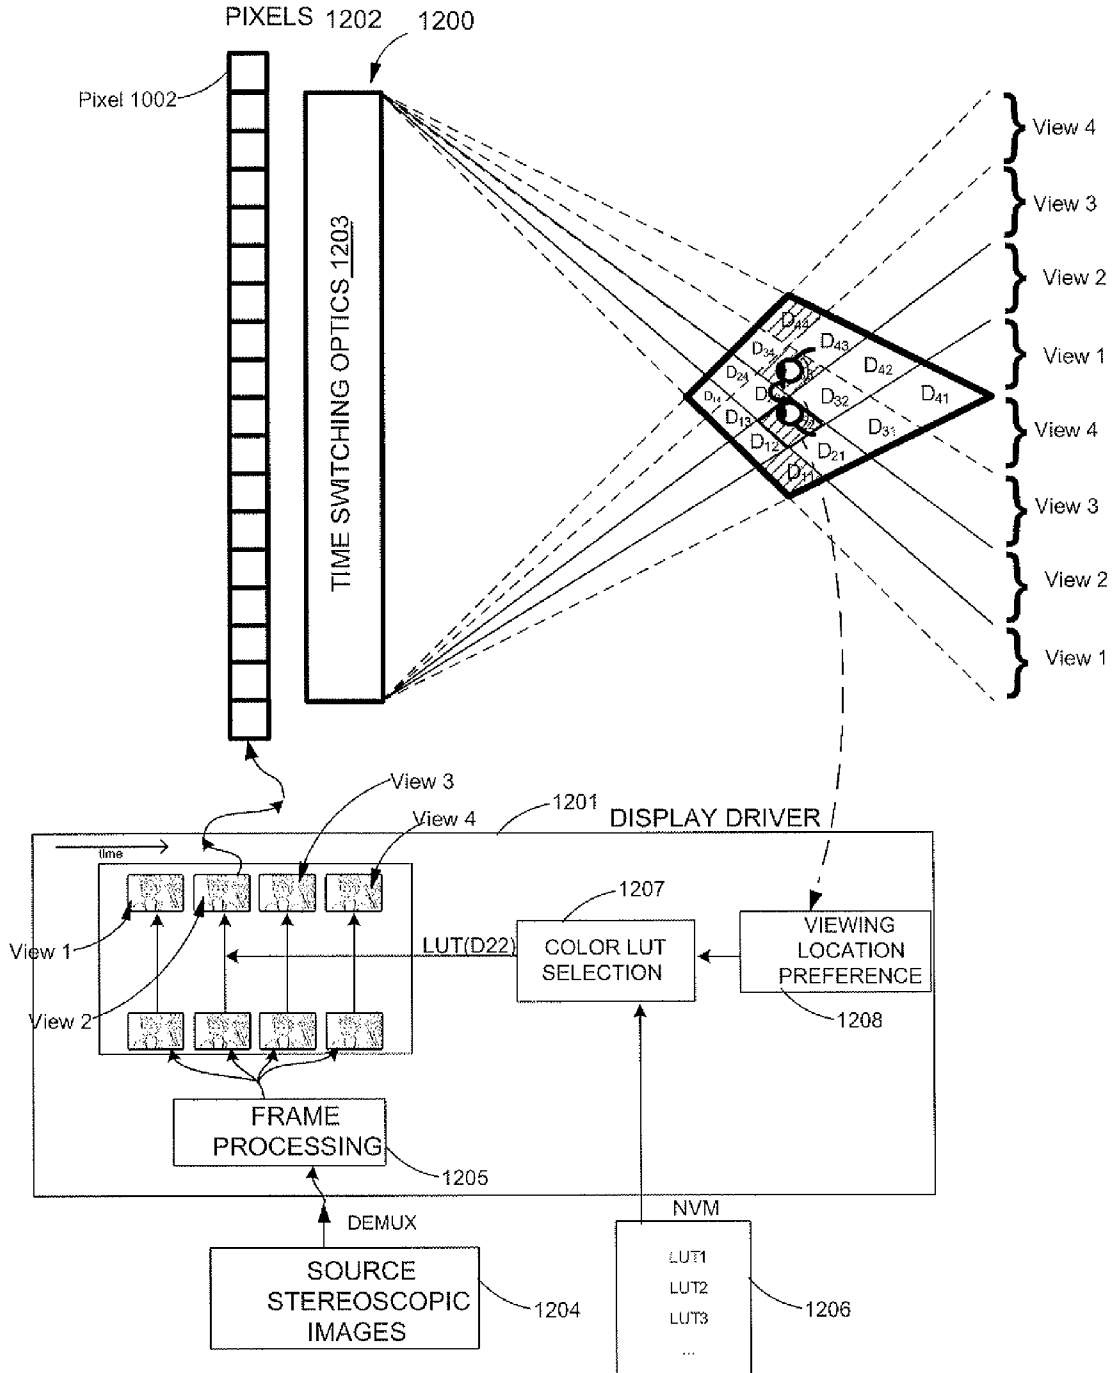 PIXELS 1202
1200
Pixel 1002
TIME SWITCHING OPTICS 1203
View 4
View 3
View 2
View 1
View 4
View 3
View 2
View 1
D44
D43
D34
D42
D24
D41
D14
D32
D13
D31
D12
D21
D11
View 3
View 4
1201
DISPLAY DRIVER
time
1207
View 1
LUT(D22)
COLOR LUT
SELECTION
VIEWING
LOCATION
PREFERENCE
View 2
1208
FRAME
PROCESSING
1205
DEMUX
NVM
SOURCE
STEREOSCOPIC
IMAGES
1204
LUT1
LUT2
LUT3
...
1206